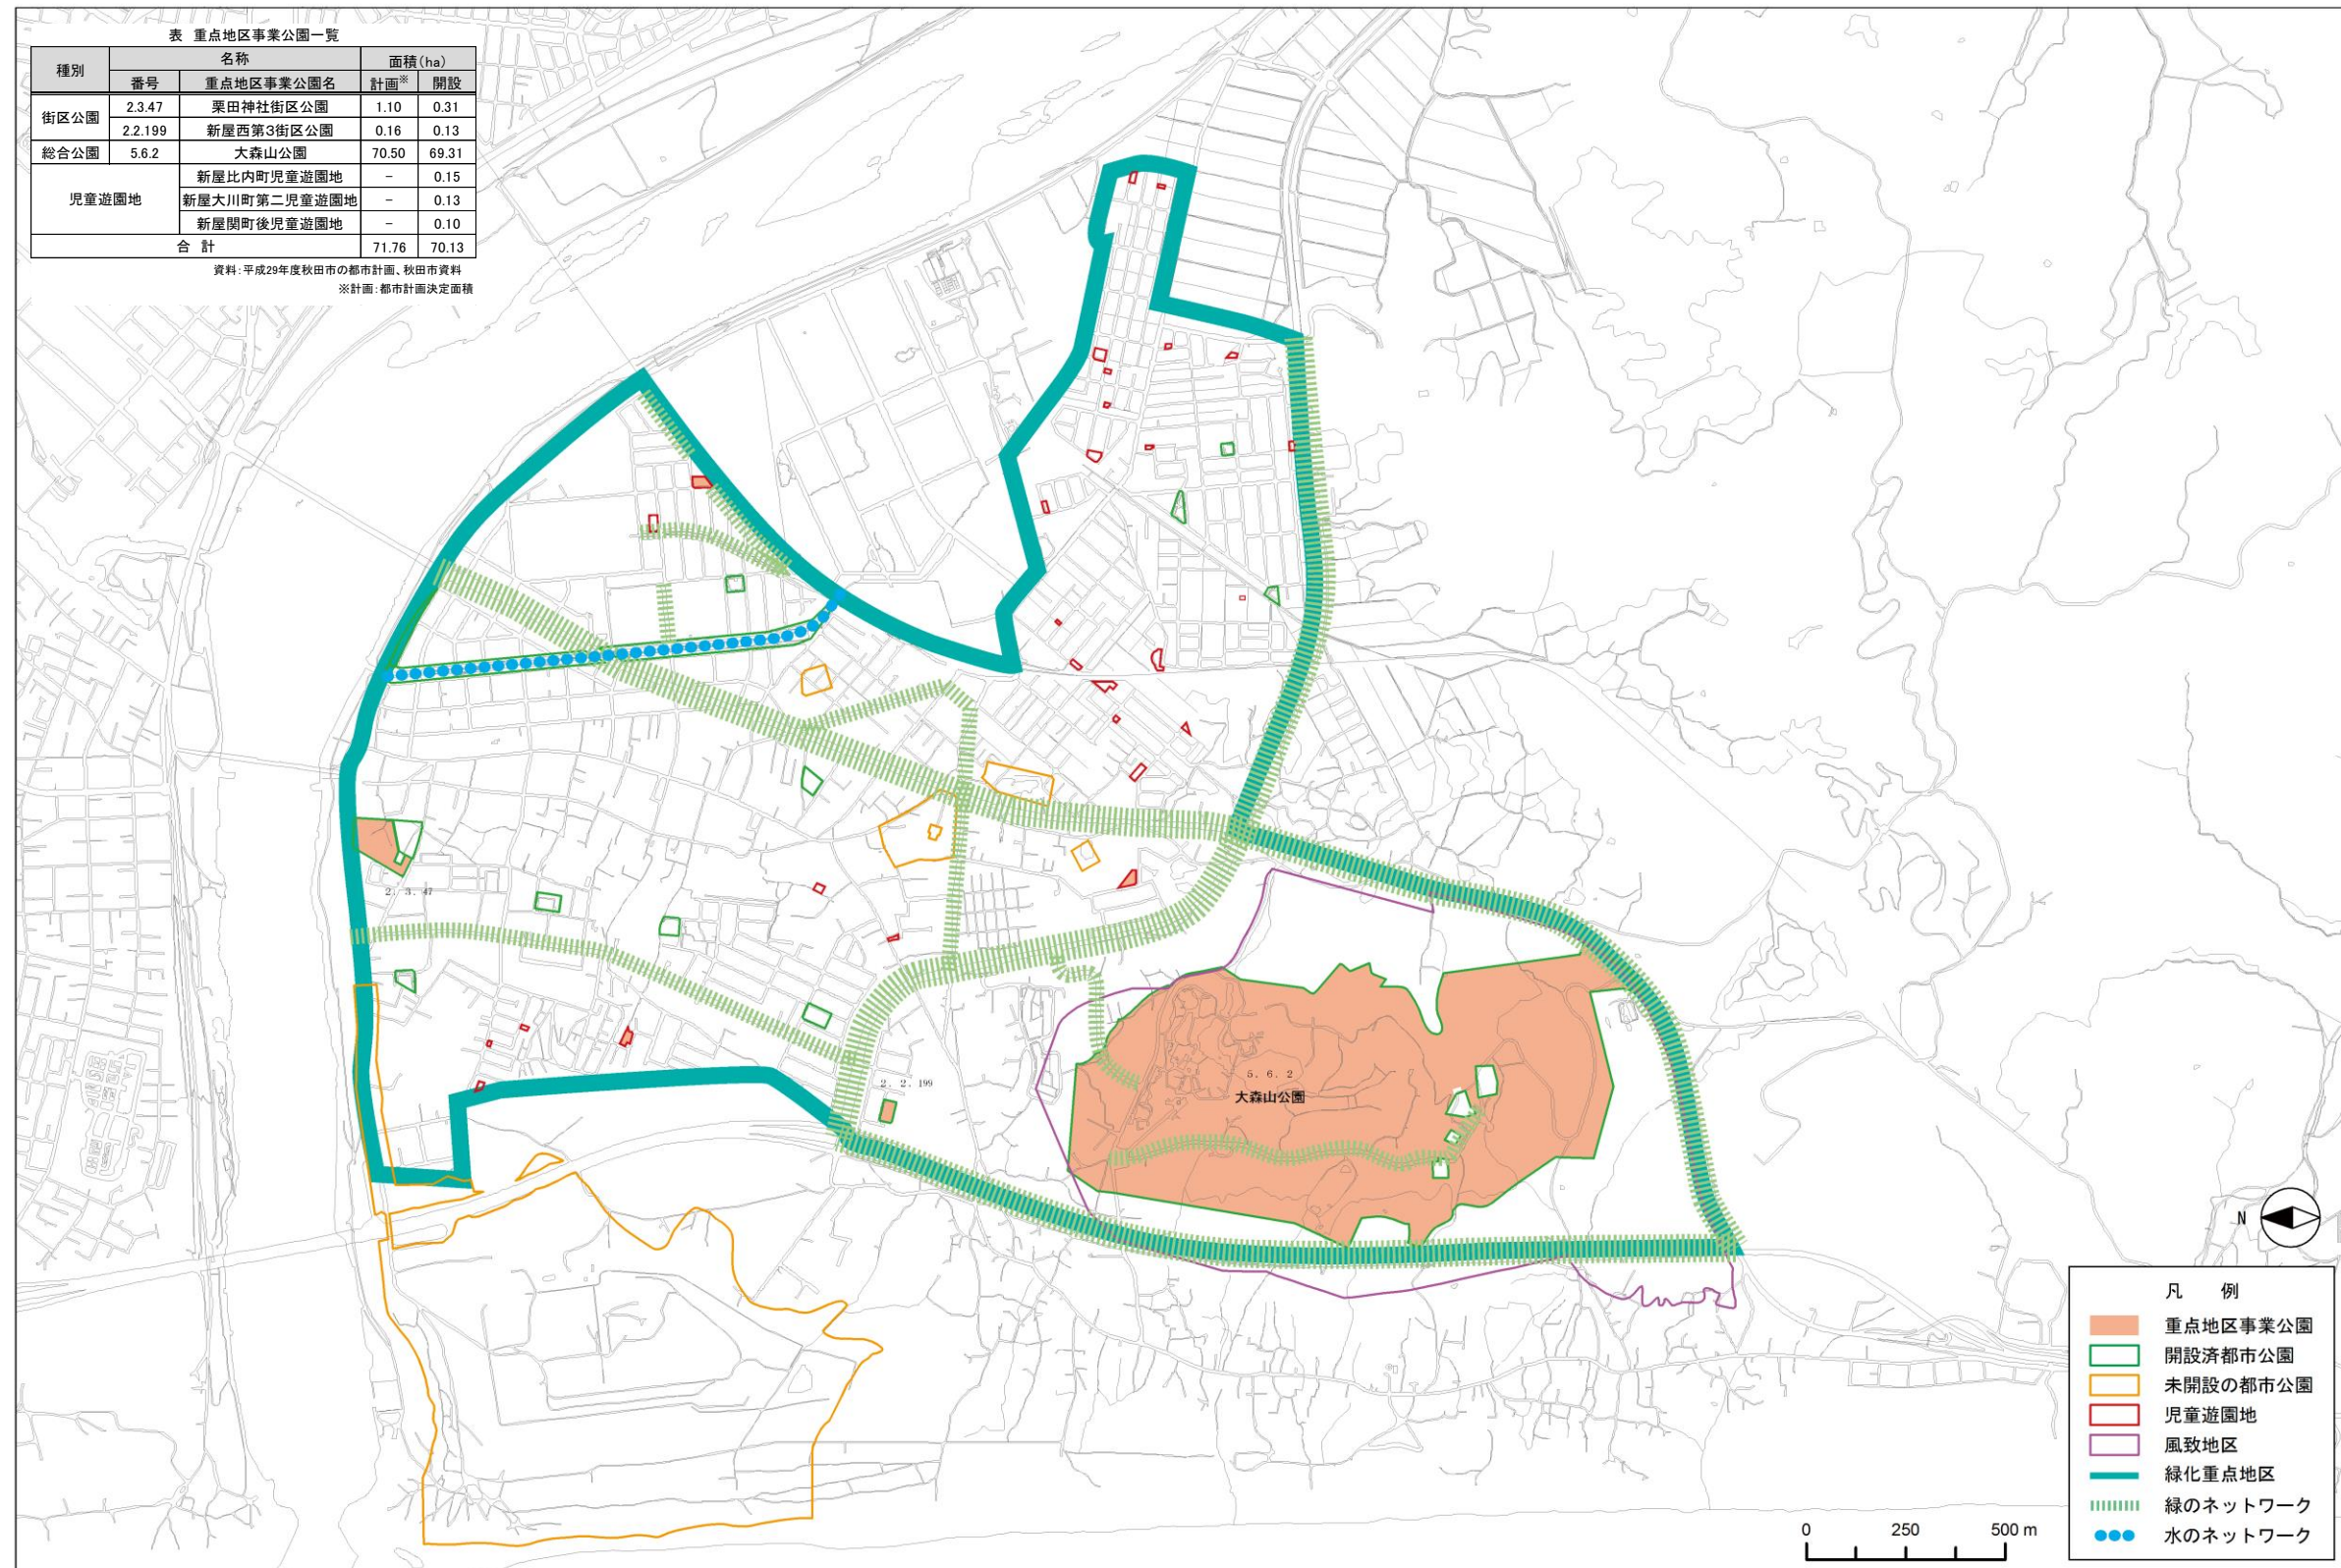 表 重点地区事業公園一覧
種別 名称 面積(ha)
番号 重点地区事業公園名 計画※ 開設
街区公園 2.3.47 栗田神社街区公園 1.10 0.31
2.2.199 新屋西第3街区公園 0.16 0.13
総合公園 5.6.2 大森山公園 70.50 69.31
児童遊園地 新屋比内町児童遊園地 - 0.15
新屋大川町第二児童遊園地 - 0.13
新屋関町後児童遊園地 - 0.10
合 計 71.76 70.13
資料:平成29年度秋田市の都市計画、秋田市資料
※計画:都市計画決定面積
2. 3. 47
2. 2. 199
5. 6. 2
大森山公園
N
凡 例
重点地区事業公園
開設済都市公園
未開設の都市公園
児童遊園地
風致地区
緑化重点地区
緑のネットワーク
水のネットワーク
0 250 500 m